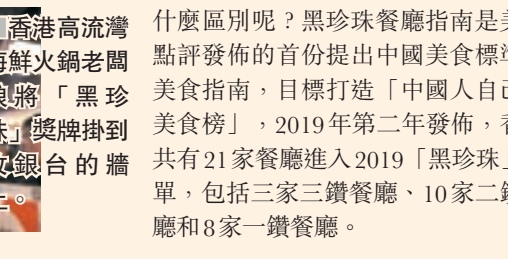 香港高流灣
海鮮火鍋老闆
娘將「黑珍
珠」獎牌掛到
收銀台的牆
上。
什麼區別呢？黑珍珠餐廳指南是美
點評發佈的首份提出中國美食標準
美食指南，目標打造「中國人自己
美食榜」，2019年第二年發佈，香
共有21家餐廳進入2019「黑珍珠」
單，包括三家三鑽餐廳、10家二鑽
廳和8家一鑽餐廳。